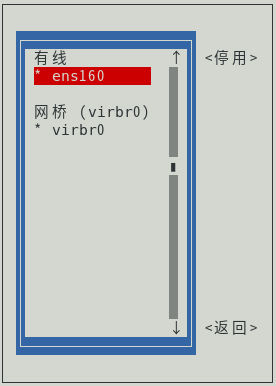 有线 ↑ <停用>
* ens160
网桥 (virbr0)
* virbr0
↓ <返回>